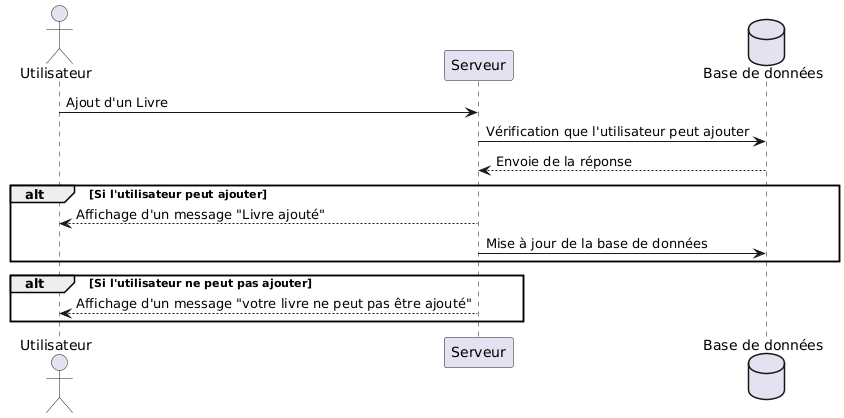 Utilisateur
Serveur
Base de données
Ajout d'un Livre
Vérification que l'utilisateur peut ajouter
Envoie de la réponse
alt [Si l'utilisateur peut ajouter]
Affichage d'un message "Livre ajouté"
Mise à jour de la base de données
alt [Si l'utilisateur ne peut pas ajouter]
Affichage d'un message "votre livre ne peut pas être ajouté"
Utilisateur
Serveur
Base de données